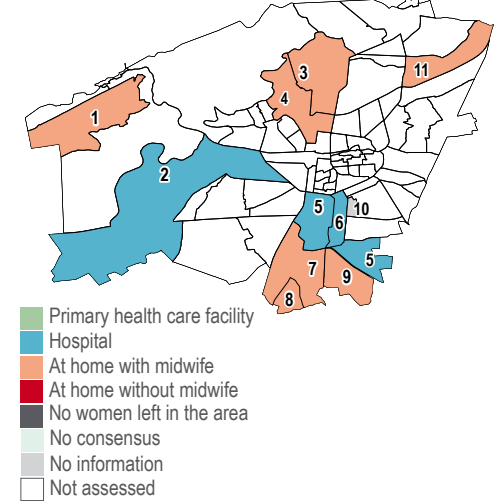 3
11
4
1
2
5
6
10
5
7
9
8
Primary health care facility
Hospital
At home with midwife
At home without midwife
No women left in the area
No consensus
No information
Not assessed